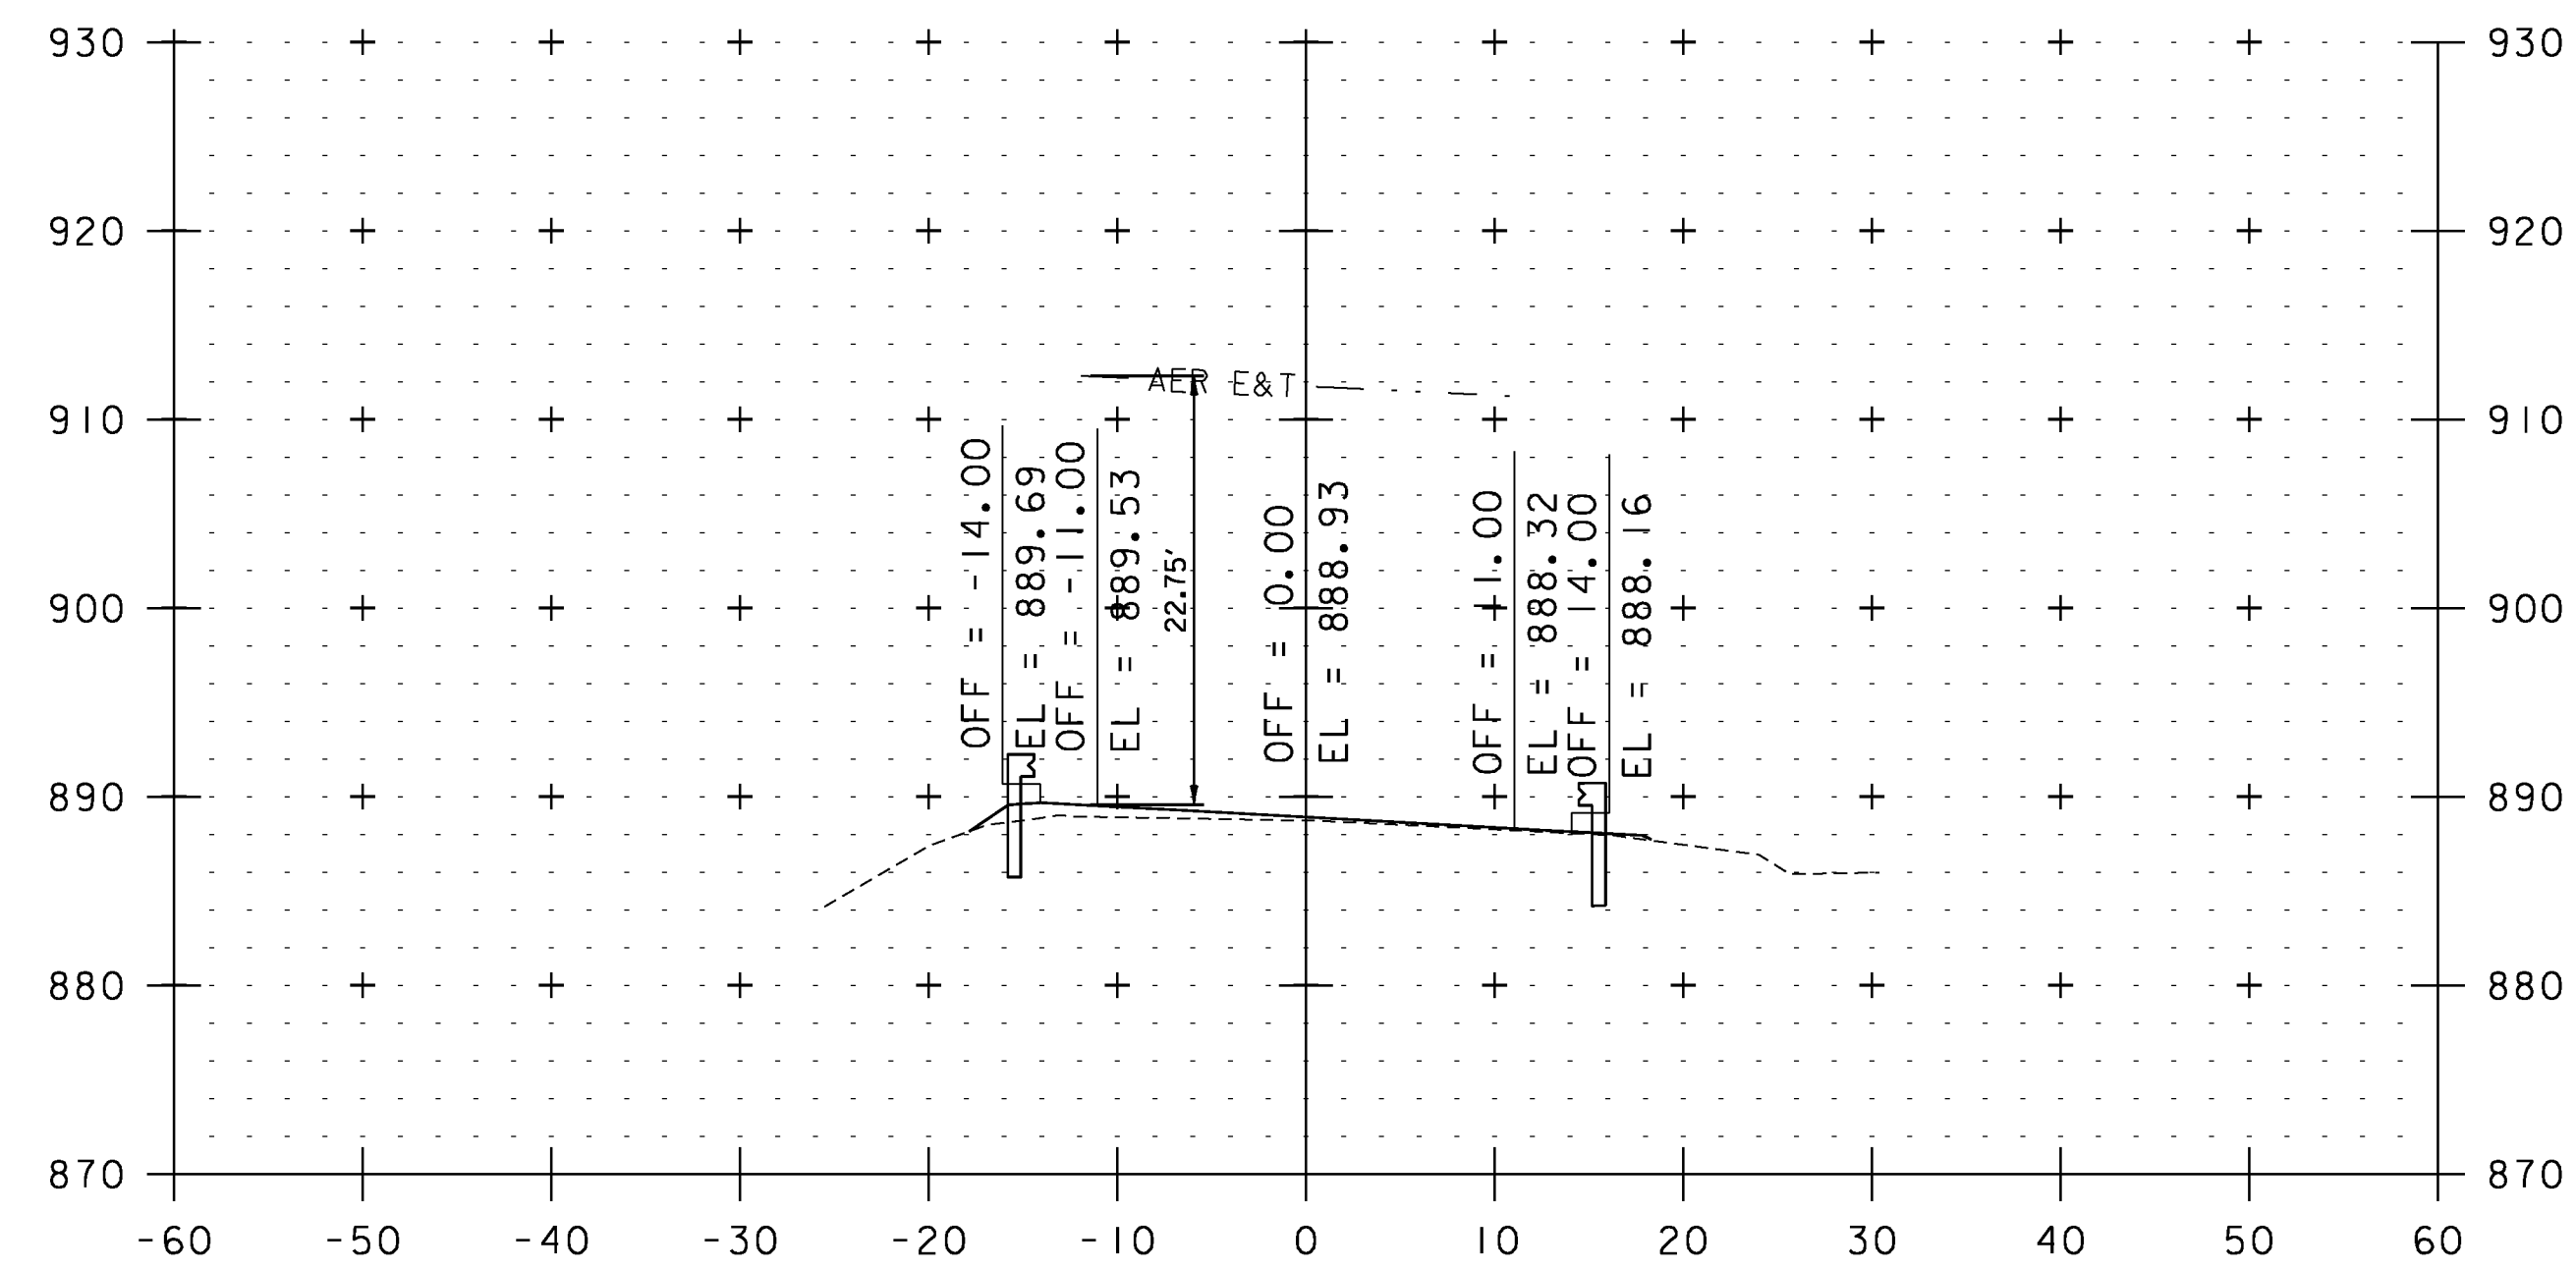 930 930
920 920
AER E&T
910 910
OFF = -14.00
EL = 889.69
OFF = -11.00
EL = 889.53
22.75'
OFF = 0.00
EL = 888.93
OFF = 11.00
EL = 888.32
OFF = 14.00
EL = 888.16
900 900
890 890
880 880
870 870
-60 -50 -40 -30 -20 -10 0 10 20 30 40 50 60